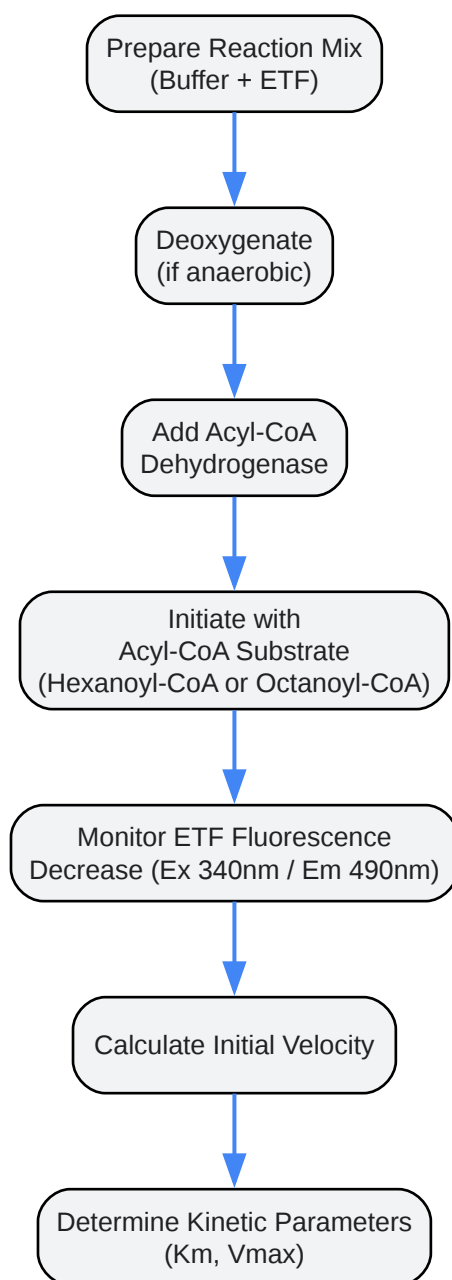 Prepare Reaction Mix
(Buffer + ETF)
Deoxygenate
(if anaerobic)
Add Acyl-CoA
Dehydrogenase
Initiate with
Acyl-CoA Substrate
(Hexanoyl-CoA or Octanoyl-CoA)
Monitor ETF Fluorescence
Decrease (Ex 340nm / Em 490nm)
Calculate Initial Velocity
Determine Kinetic Parameters
(Km, Vmax)